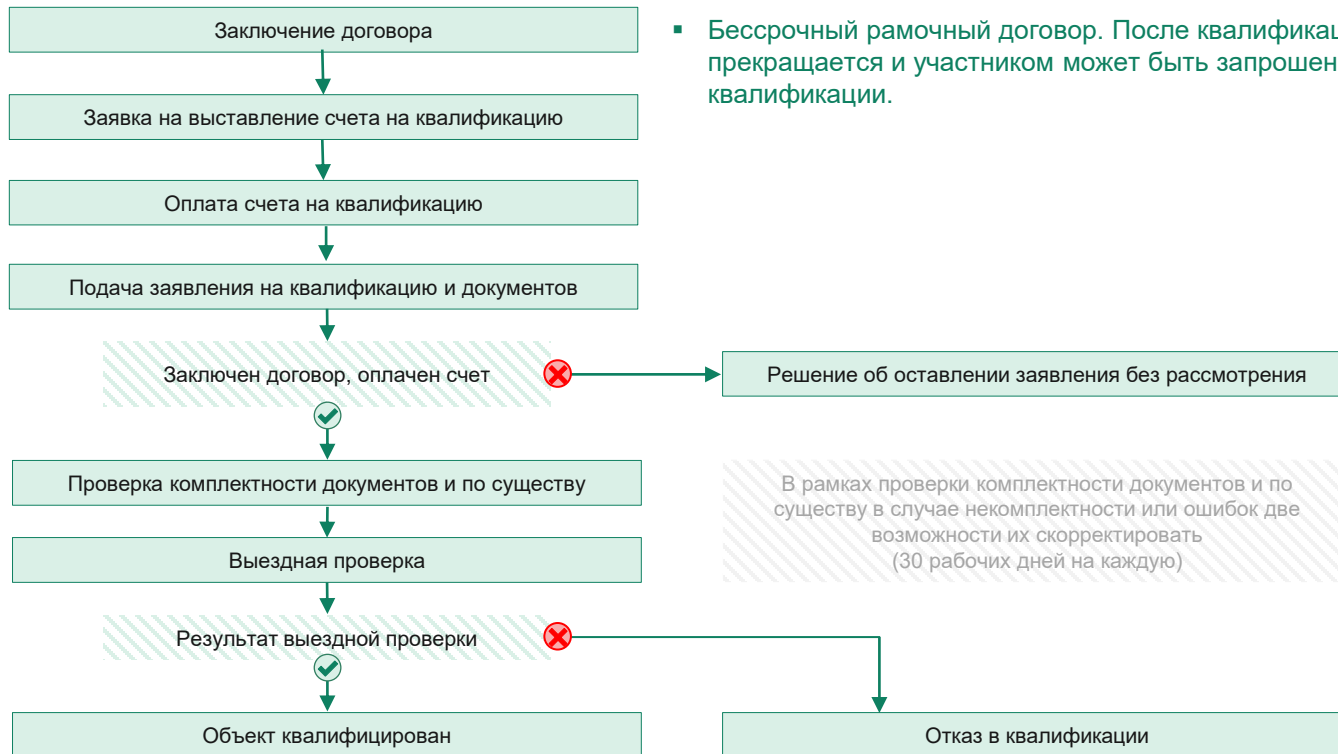 Заключение договора
▪ Бессрочный рамочный договор. После
прекращается и участником может быть
квалификации.
Заявка на выставление счета на квалификацию
Оплата счета на квалификацию
Подача заявления на квалификацию и документов
Заключен договор, оплачен счет
Решение об оставлении заявления без рассмотрения
Проверка комплектности документов и по существу
В рамках проверки комплектности документов и по
существу в случае некомплектности или ошибок две
возможности их скорректировать
(30 рабочих дней на каждую)
Выездная проверка
Результат выездной проверки
Объект квалифицирован
Отказ в квалификации